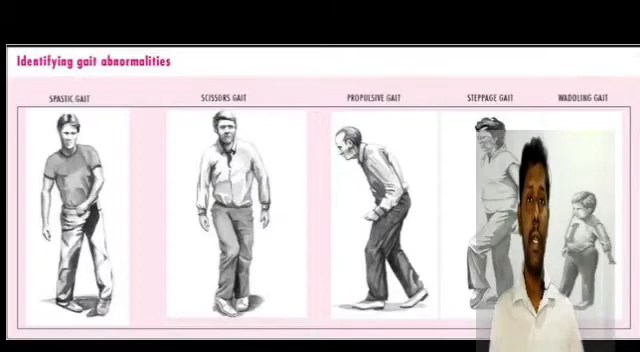 Identifying gait abnormalities
SPASTIC GAIT
SCISSORS GAIT
PROPULSIVE GAIT
STEPPAGE GAIT
WADDLING GAIT